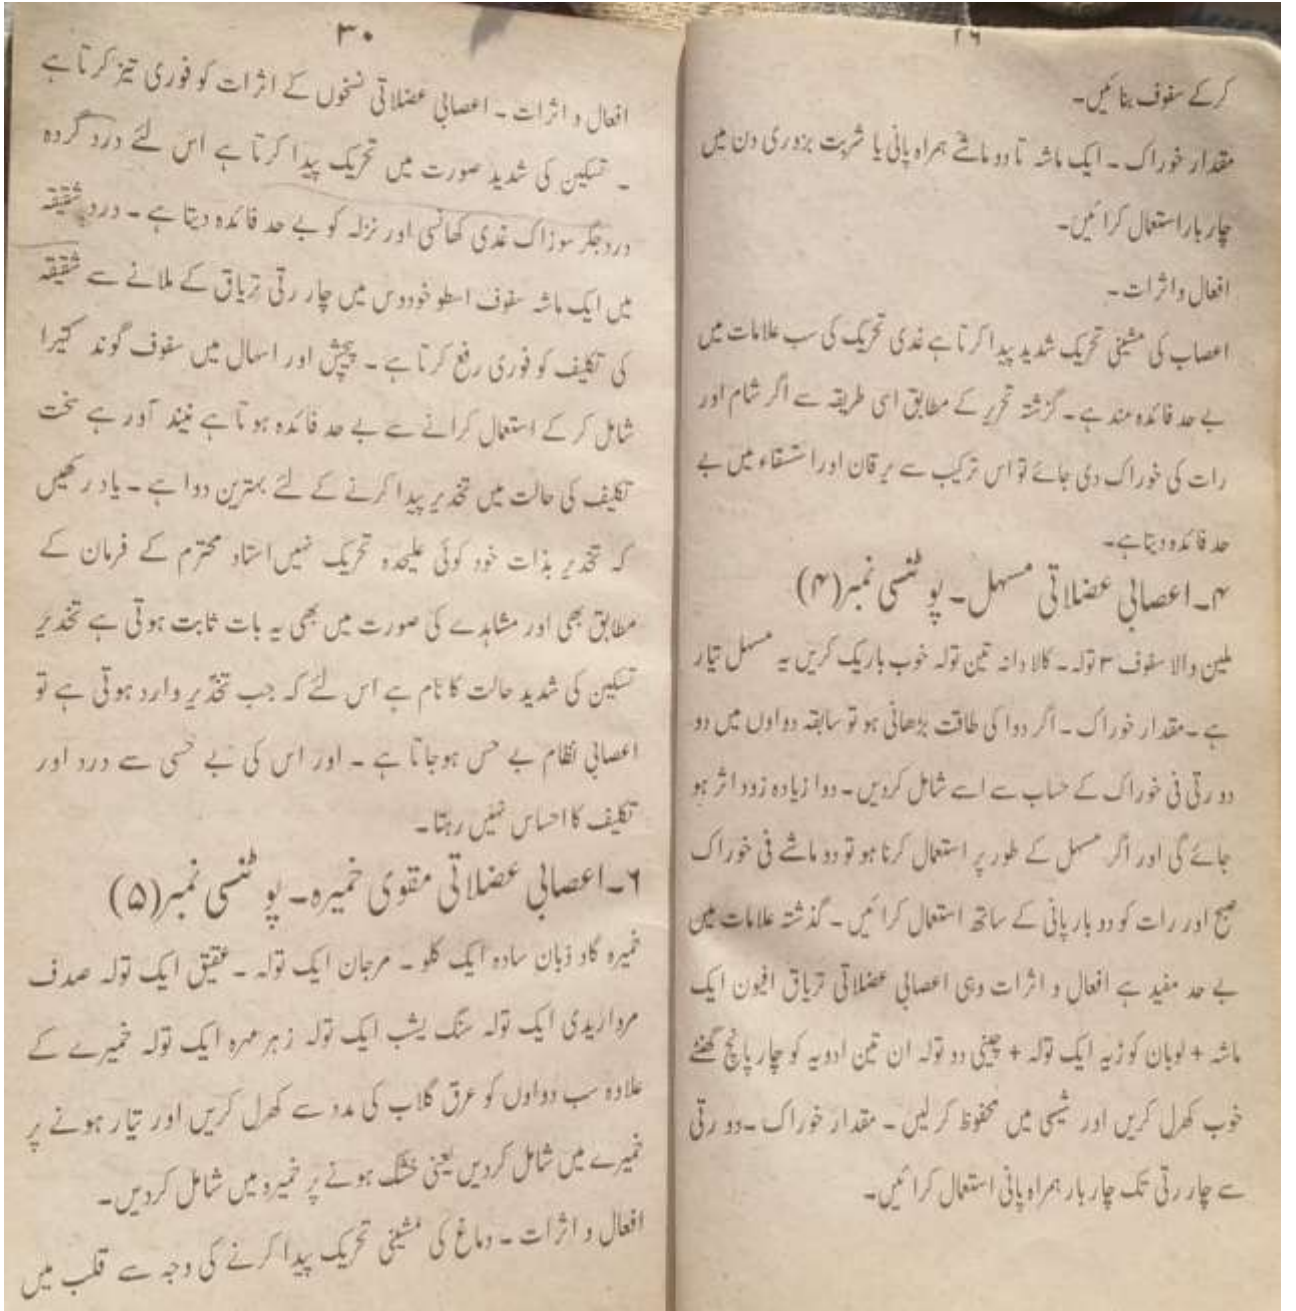 ۲۹
کرکے سفوف بنائیں۔
مقدار خوراک ۔ ایک ماشہ تا دو ماشے ہمراہ پانی یا شربت بزوری دن میں
چار بار استعمال کرائیں۔
افعال و اثرات ۔
اعصاب کی مشینی تحریک شدید پیدا کرتا ہے غدی تحریک کی سب علامات میں
بے حد فائدہ مند ہے ۔ گزشتہ تحریر کے مطابق اسی طریقہ سے اگر شام اور
رات کی خوراک دی جائے تو اس ترکیب سے یرقان اور استسقاء میں بے
حد فائدہ دیتا ہے۔
۴۔ اعصابی عضلاتی مسہل۔ پوٹنسی نمبر (۴)
ملین والا سفوف ۳ تولہ ۔ کالا دانہ تین تولہ خوب باریک کریں یہ مسہل تیار
ہے ۔ مقدار خوراک ۔ اگر دوا کی طاقت بڑھانی ہو تو سابقہ دواوں میں دو
دو رتی فی خوراک کے حساب سے اسے شامل کردیں ۔ دوا زیادہ زود اثر ہو
جائے گی اور اگر مسہل کے طور پر استعمال کرنا ہو تو دو ماشے فی خوراک
صبح اور رات کو دو بار پانی کے ساتھ استعمال کرائیں ۔ گذشتہ علامات مین
بے حد مفید ہے افعال و اثرات وہی اعصابی عضلاتی تریاق افیون ایک
ماشہ + لوبان کوڑیہ ایک تولہ + چینی دو تولہ ان تین ادویہ کو چار پانچ گھنٹے
خوب کھرل کریں اور شیشی میں محفوظ کرلیں ۔ مقدار خوراک ۔ دو رتی
سے چار رتی تک چار بار ہمراہ پانی استعمال کرائیں۔
۳۰
افعال و اثرات ۔ اعصابی عضلاتی نسخوں کے اثرات کو فوری تیز کرتا ہے
۔ تسکین کی شدید صورت میں تحریک پیدا کرتا ہے اس لئے درد گردہ
درد جگر سوزاک غدی کھانسی اور نزلہ کو بے حد فائدہ دیتا ہے ۔ درد شقیقہ
میں ایک ماشہ سفوف اسطو خودوس میں چار رتی تریاق کے ملانے سے شقیقہ
کی تکلیف کو فوری رفع کرتا ہے ۔ پیچش اور اسہال میں سفوف گوند کتیرا
شامل کر کے استعمال کرانے سے بے حد فائدہ ہوتا ہے نیند آور ہے سخت
تکلیف کی حالت میں تخدیر پیدا کرنے کے لئے بہترین دوا ہے ۔ یاد رکھیں
کہ تخدیر بذات خود کوئی علیحدہ تحریک نہیں استاد محترم کے فرمان کے
مطابق بھی اور مشاہدے کی صورت میں بھی یہ بات ثابت ہوتی ہے تخدیر
تسکین کی شدید حالت کا نام ہے اس لئے کہ جب تخدیر وارد ہوتی ہے تو
اعصابی نظام بے حس ہوجاتا ہے ۔ اور اس کی بے حسی سے درد اور
تکلیف کا احساس نہیں رہتا ۔
۶۔ اعصابی عضلاتی مقوی خمیرہ۔ پوٹنسی نمبر (۵)
خمیرہ گاو زبان سادہ ایک کلو ۔ مرجان ایک تولہ ۔ عقیق ایک تولہ صدف
مرواریدی ایک تولہ سنگ یشب ایک تولہ زہر مہرہ ایک تولہ خمیرے کے
علاوہ سب دواوں کو عرق گلاب کی مدد سے کھرل کریں اور تیار ہونے پر
خمیرے میں شامل کردیں یعنی خشک ہونے پر خمیرہ میں شامل کردیں۔
افعال و اثرات ۔ دماغ کی مشینی تحریک پیدا کرنے کی وجہ سے قلب میں